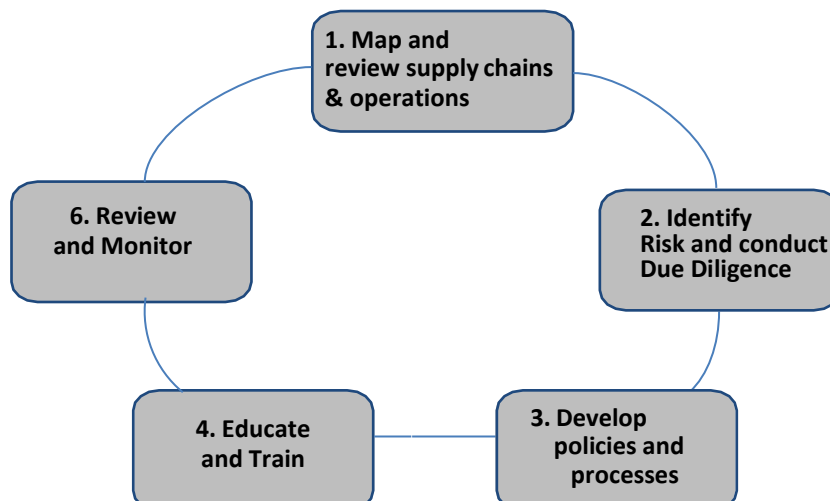 1. Map and
review supply chains
& operations
2. Identify
Risk and conduct
Due Diligence
3. Develop
policies and
processes
4. Educate
and Train
6. Review
and Monitor